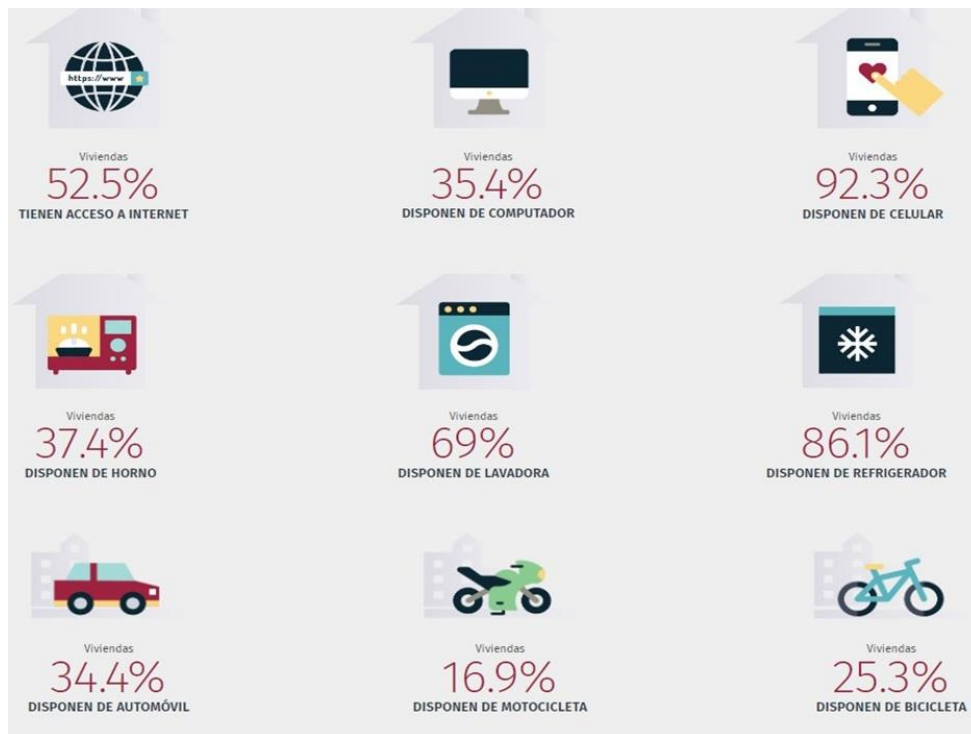 https://www
Viviendas
52.5%
TIENEN ACCESO A INTERNET
Viviendas
35.4%
DISPONEN DE COMPUTADOR
Viviendas
92.3%
DISPONEN DE CELULAR
Viviendas
37.4%
DISPONEN DE HORNO
Viviendas
69%
DISPONEN DE LAVADORA
Viviendas
86.1%
DISPONEN DE REFRIGERADOR
Viviendas
34.4%
DISPONEN DE AUTOMÓVIL
Viviendas
16.9%
DISPONEN DE MOTOCICLETA
Viviendas
25.3%
DISPONEN DE BICICLETA